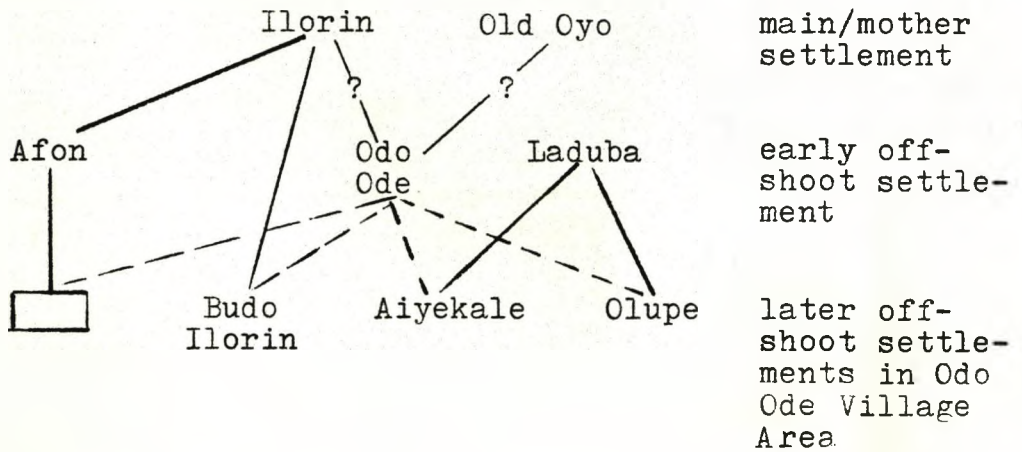 Ilorin Old Oyo
main/mother
settlement
? ?
Afon Odo Laduba
Ode
early off-
shoot settle-
ment
Budo Aiyekale Olupe
Ilorin
later off-
shoot settle-
ments in Odo
Ode Village
Area